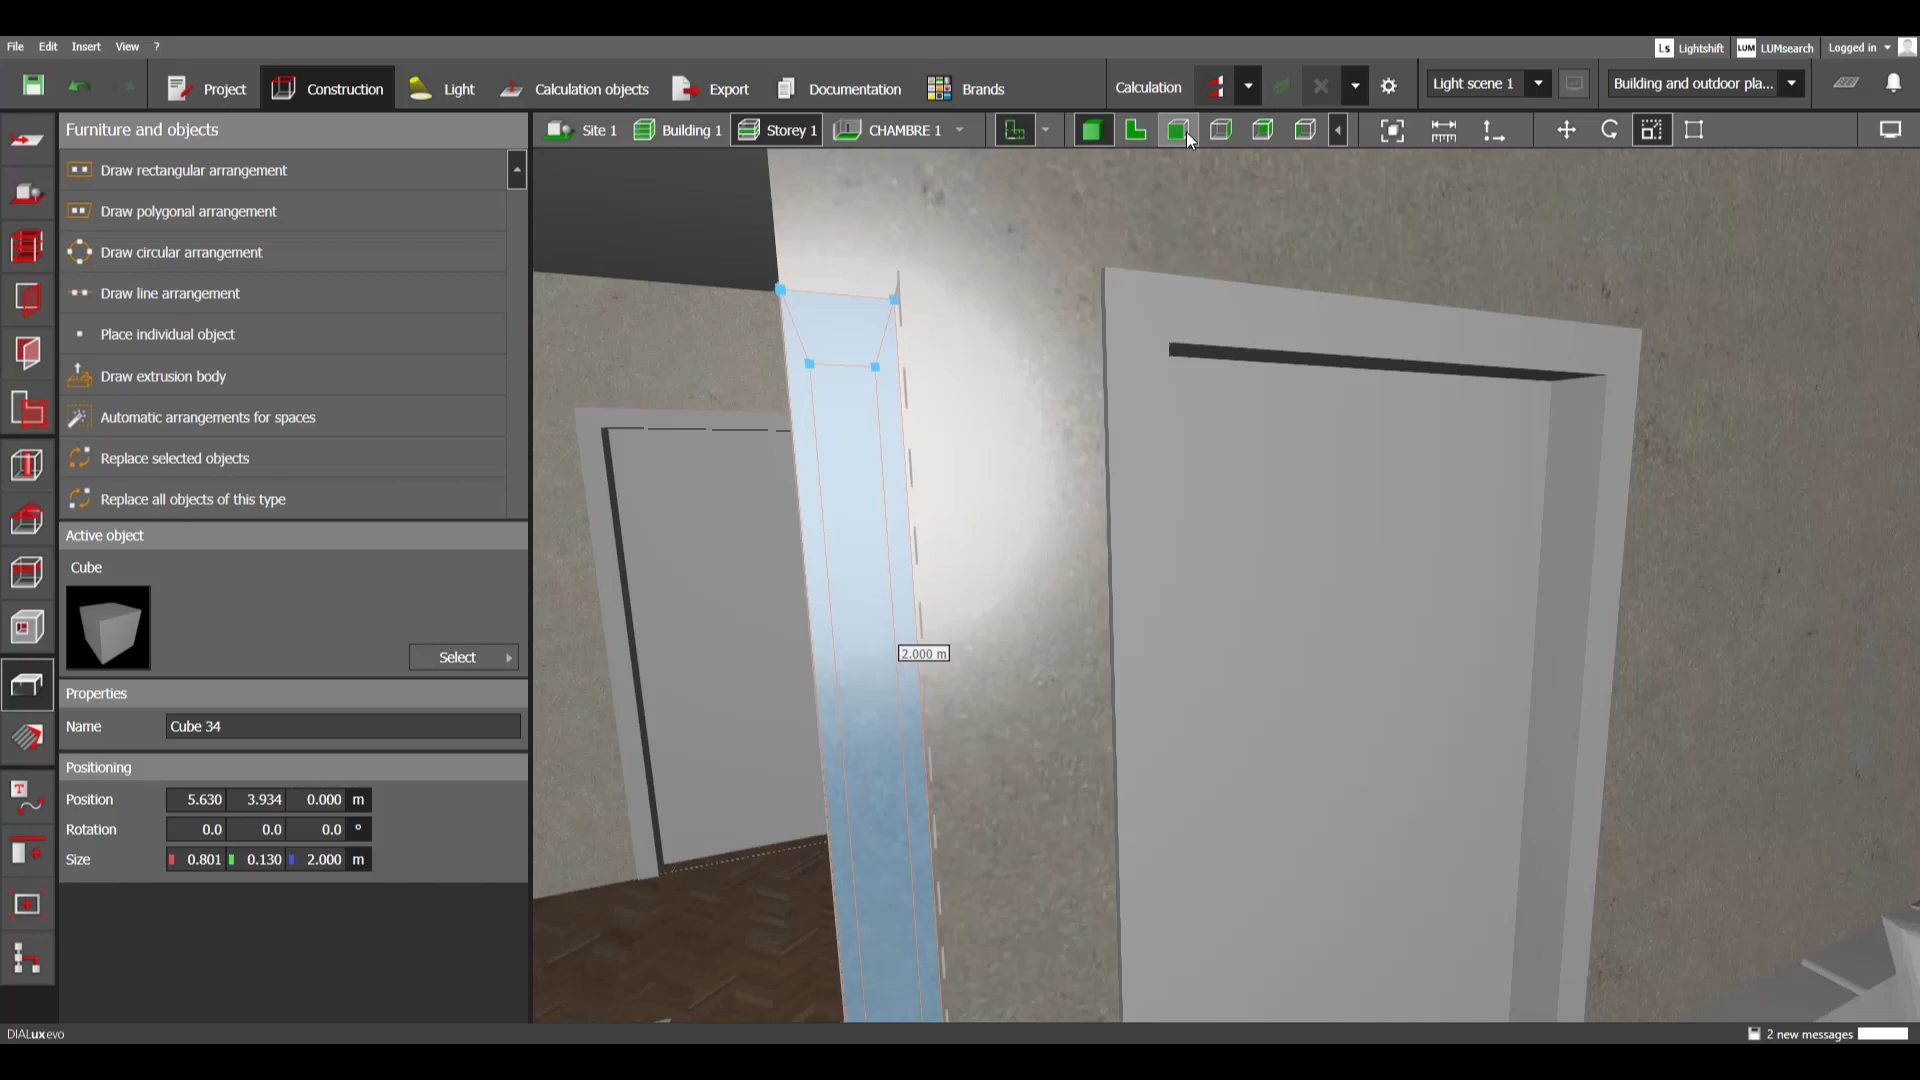 File Edit Insert View ?
Ls Lightshift LUM LUMsearch Logged in
Project Construction Light Calculation objects Export Documentation Brands Calculation Light scene 1 Building and outdoor pla...
Furniture and objects
Site 1 Building 1 Storey 1 CHAMBRE 1
Draw rectangular arrangement
Draw polygonal arrangement
Draw circular arrangement
Draw line arrangement
Place individual object
Draw extrusion body
Automatic arrangements for spaces
Replace selected objects
Replace all objects of this type
Active object
Cube
Select
Properties
Name Cube 34
Positioning
Position 5.630 3.934 0.000 m
Rotation 0.0 0.0 0.0 °
Size 0.801 0.130 2.000 m
2.000 m
DIALux evo
2 new messages